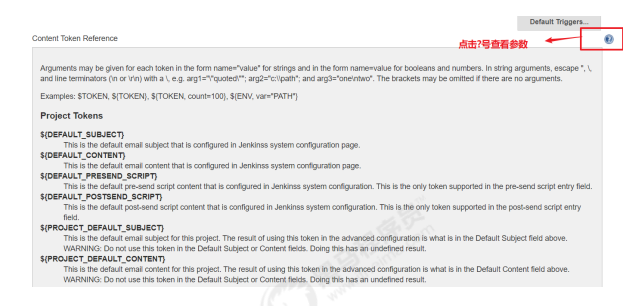 Default Triggers...
Content Token Reference
点击?号查看参数
Arguments may be given for each token in the form name="value" for strings and in the form name=value for booleans and numbers. In string arguments, escape ", \,
and line terminators (\n or \r\n) with a \, e.g. arg1="\"quoted\""; arg2="c:\\path"; and arg3="one\ntwo". The brackets may be omitted if there are no arguments.
Examples: $TOKEN, ${TOKEN}, ${TOKEN, count=100}, ${ENV, var="PATH"}
Project Tokens
${DEFAULT_SUBJECT}
This is the default email subject that is configured in Jenkinss system configuration page.
${DEFAULT_CONTENT}
This is the default email content that is configured in Jenkinss system configuration page.
${DEFAULT_PRESEND_SCRIPT}
This is the default pre-send script content that is configured in Jenkinss system configuration. This is the only token supported in the pre-send script entry field.
${DEFAULT_POSTSEND_SCRIPT}
This is the default post-send script content that is configured in Jenkinss system configuration. This is the only token supported in the post-send script entry
field.
${PROJECT_DEFAULT_SUBJECT}
This is the default email subject for this project. The result of using this token in the advanced configuration is what is in the Default Subject field above.
WARNING: Do not use this token in the Default Subject or Content fields. Doing this has an undefined result.
${PROJECT_DEFAULT_CONTENT}
This is the default email content for this project. The result of using this token in the advanced configuration is what is in the Default Content field above.
WARNING: Do not use this token in the Default Subject or Content fields. Doing this has an undefined result.